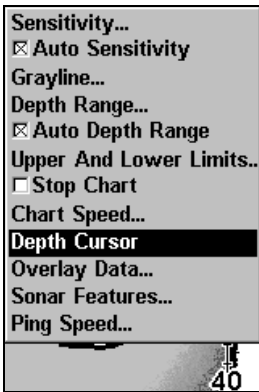 Sensitivity...
Auto Sensitivity
Grayline...
Depth Range...
Auto Depth Range
Upper And Lower Limits..
Stop Chart
Chart Speed...
Depth Cursor
Overlay Data...
Sonar Features...
Ping Speed...
40